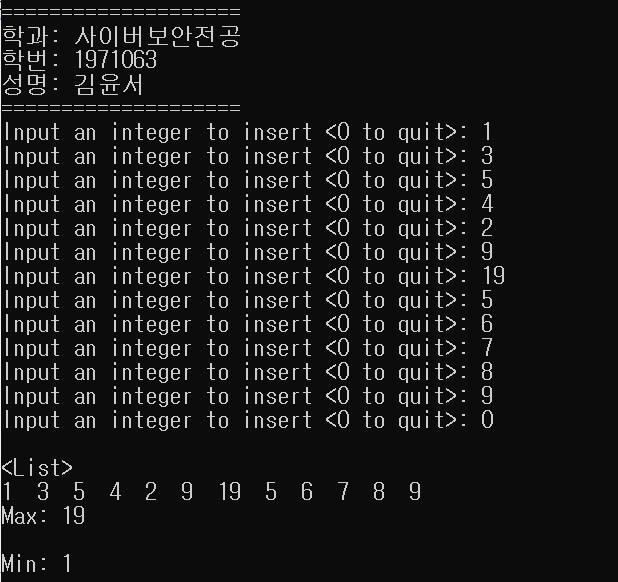 ====================
학과: 사이버보안전공
학번: 1971063
성명: 김윤서
====================
Input an integer to insert <0 to quit>: 1
Input an integer to insert <0 to quit>: 3
Input an integer to insert <0 to quit>: 5
Input an integer to insert <0 to quit>: 4
Input an integer to insert <0 to quit>: 2
Input an integer to insert <0 to quit>: 9
Input an integer to insert <0 to quit>: 19
Input an integer to insert <0 to quit>: 5
Input an integer to insert <0 to quit>: 6
Input an integer to insert <0 to quit>: 7
Input an integer to insert <0 to quit>: 8
Input an integer to insert <0 to quit>: 9
Input an integer to insert <0 to quit>: 0
<List>
1  3  5  4  2  9  19  5  6  7  8  9
Max: 19
Min: 1